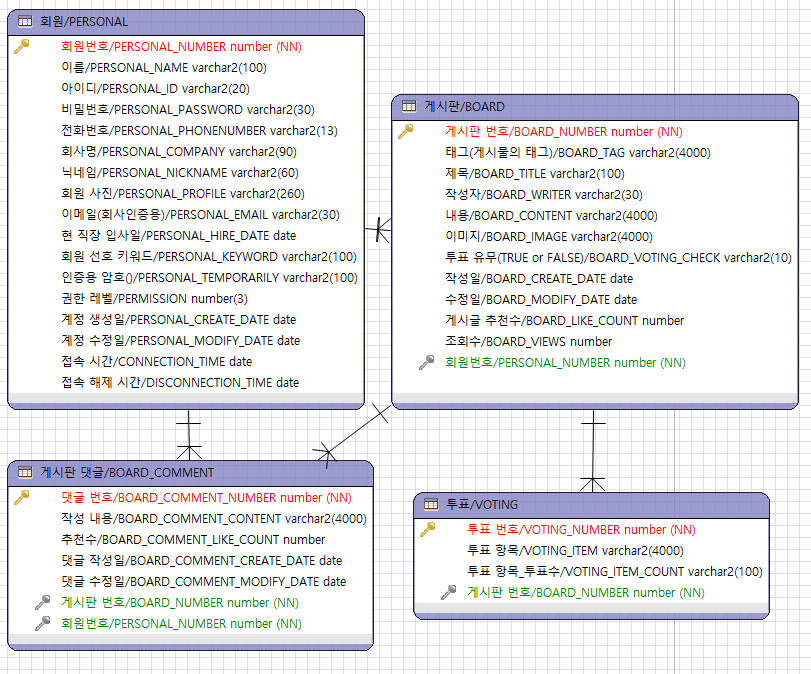 회원/PERSONAL
회원번호/PERSONAL_NUMBER number (NN)
이름/PERSONAL_NAME varchar2(100)
아이디/PERSONAL_ID varchar2(20)
비밀번호/PERSONAL_PASSWORD varchar2(30)
전화번호/PERSONAL_PHONENUMBER varchar2(13)
회사명/PERSONAL_COMPANY varchar2(90)
닉네임/PERSONAL_NICKNAME varchar2(60)
회원 사진/PERSONAL_PROFILE varchar2(260)
이메일(회사인증용)/PERSONAL_EMAIL varchar2(30)
현 직장 입사일/PERSONAL_HIRE_DATE date
회원 선호 키워드/PERSONAL_KEYWORD varchar2(100)
인증용 암호()/PERSONAL_TEMPORARILY varchar2(100)
권한 레벨/PERMISSION number(3)
계정 생성일/PERSONAL_CREATE_DATE date
계정 수정일/PERSONAL_MODIFY_DATE date
접속 시간/CONNECTION_TIME date
접속 해제 시간/DISCONNECTION_TIME date
게시판/BOARD
게시판 번호/BOARD_NUMBER number (NN)
태그(게시물의 태그)/BOARD_TAG varchar2(4000)
제목/BOARD_TITLE varchar2(100)
작성자/BOARD_WRITER varchar2(30)
내용/BOARD_CONTENT varchar2(4000)
이미지/BOARD_IMAGE varchar2(4000)
투표 유무(TRUE or FALSE)/BOARD_VOTING_CHECK varchar2(10)
작성일/BOARD_CREATE_DATE date
수정일/BOARD_MODIFY_DATE date
게시글 추천수/BOARD_LIKE_COUNT number
조회수/BOARD_VIEWS number
회원번호/PERSONAL_NUMBER number (NN)
게시판 댓글/BOARD_COMMENT
댓글 번호/BOARD_COMMENT_NUMBER number (NN)
작성 내용/BOARD_COMMENT_CONTENT varchar2(4000)
추천수/BOARD_COMMENT_LIKE_COUNT number
댓글 작성일/BOARD_COMMENT_CREATE_DATE date
댓글 수정일/BOARD_COMMENT_MODIFY_DATE date
게시판 번호/BOARD_NUMBER number (NN)
회원번호/PERSONAL_NUMBER number (NN)
투표/VOTING
투표 번호/VOTING_NUMBER number (NN)
투표 항목/VOTING_ITEM varchar2(4000)
투표 항목_투표수/VOTING_ITEM_COUNT varchar2(100)
게시판 번호/BOARD_NUMBER number (NN)